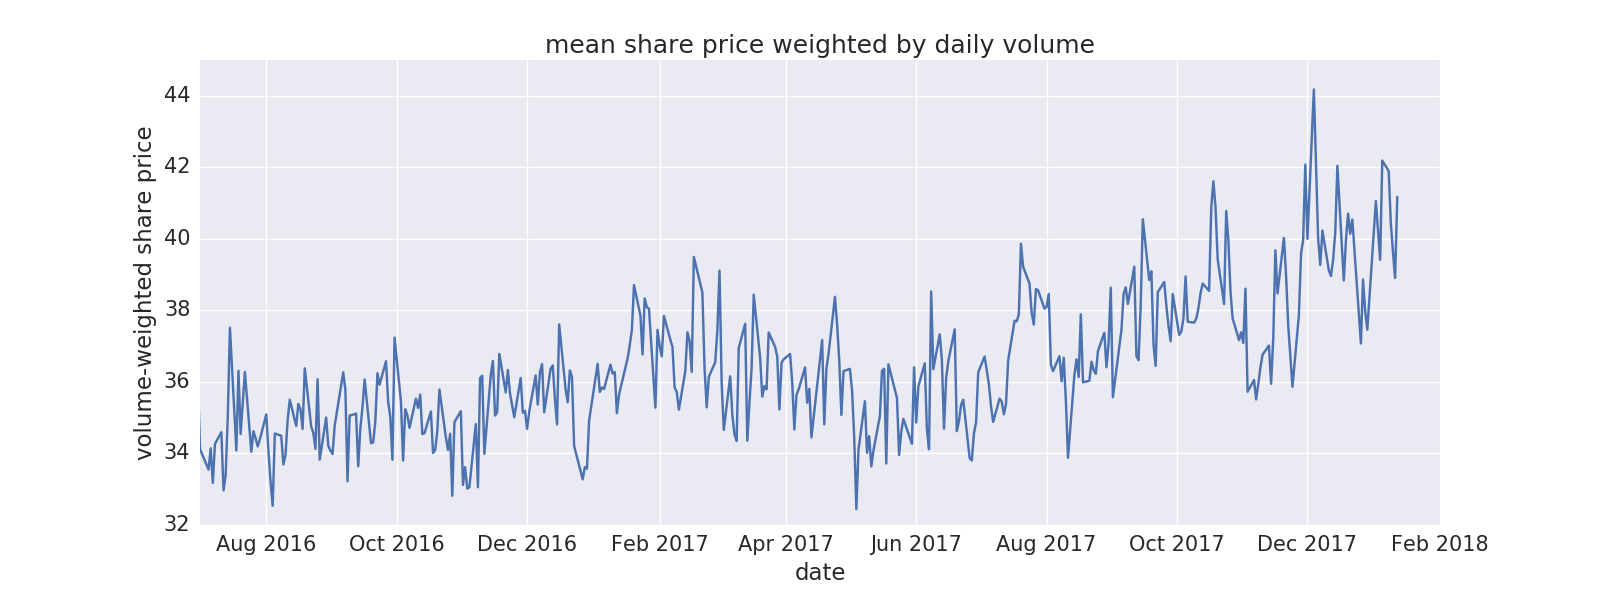 mean share price weighted by daily volume
volume-weighted share price
44
42
40
38
36
34
32
Aug 2016 Oct 2016 Dec 2016 Feb 2017 Apr 2017 Jun 2017 Aug 2017 Oct 2017 Dec 2017 Feb 2018
date